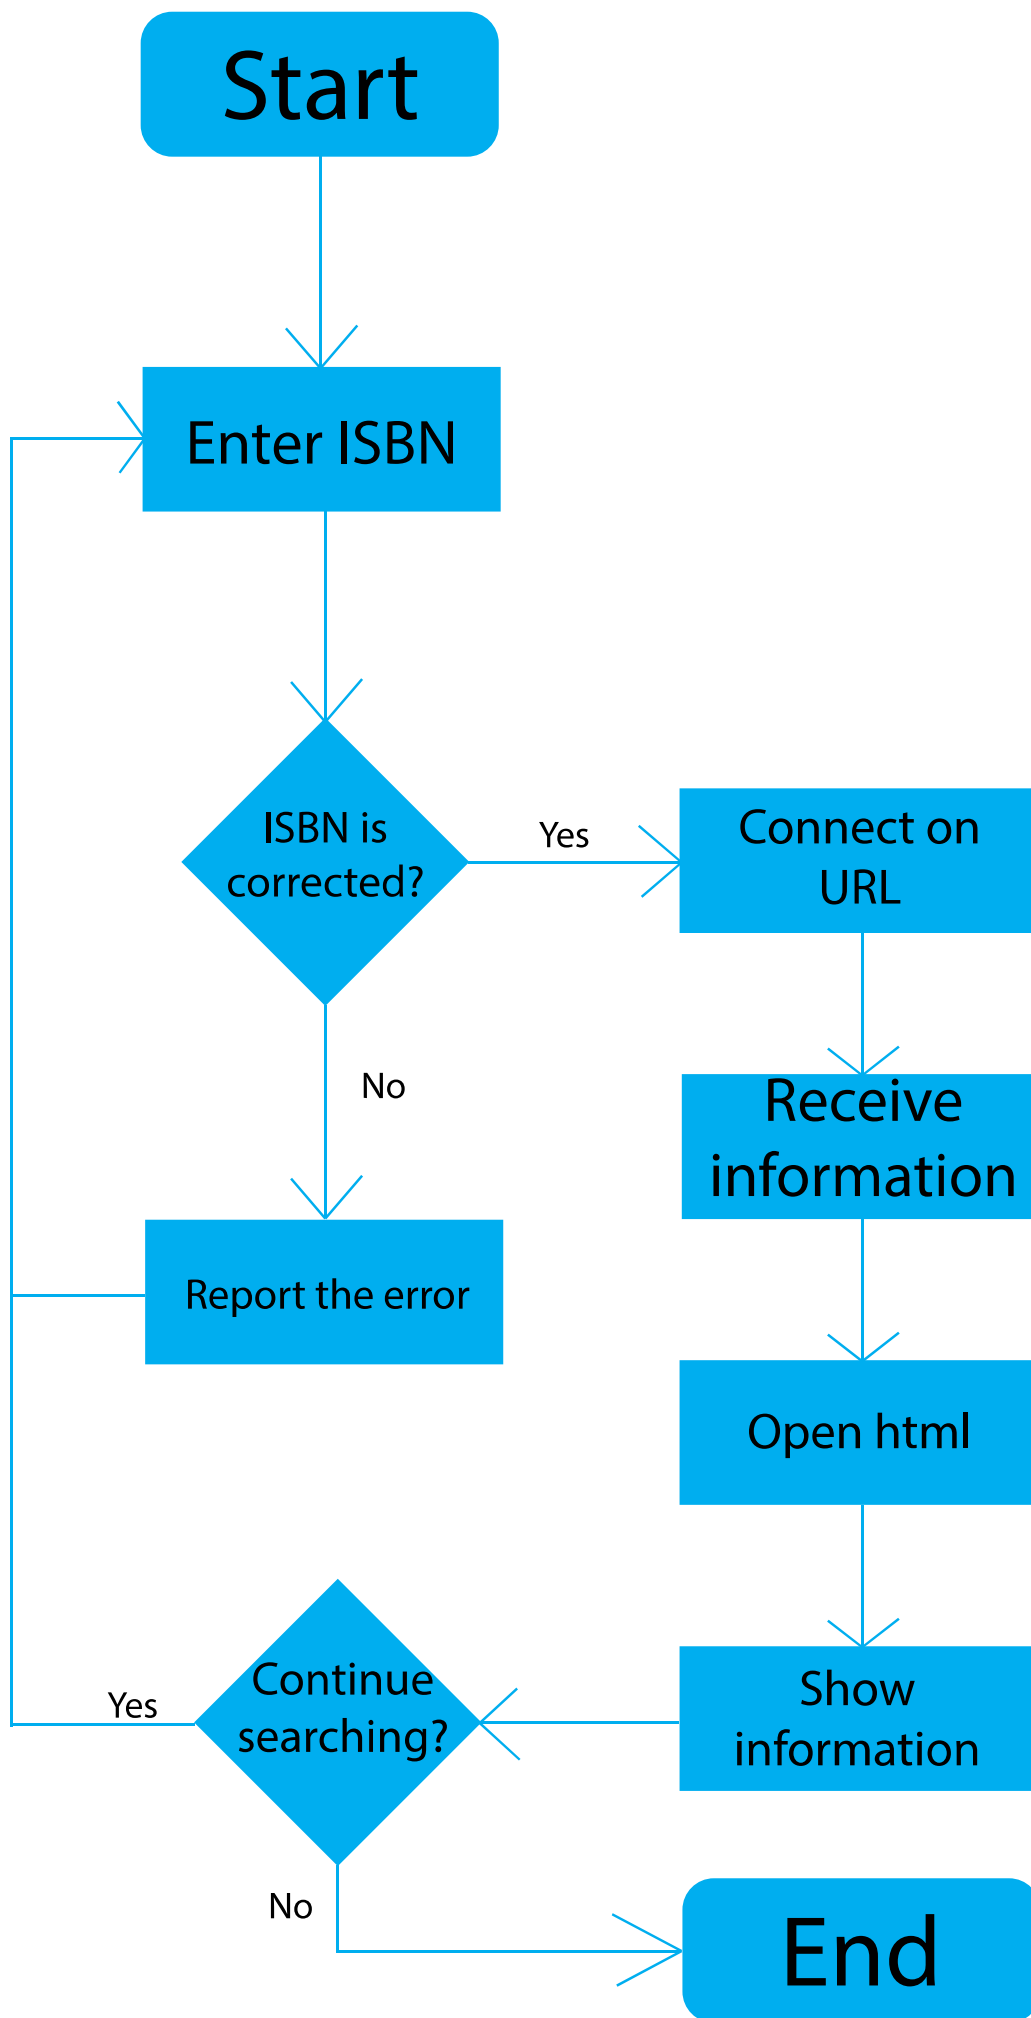 Start
Enter ISBN
ISBN is
corrected?
Yes
Connect on
URL
No
Receive
information
Report the error
Open html
Continue
searching?
Yes
Show
information
No
End